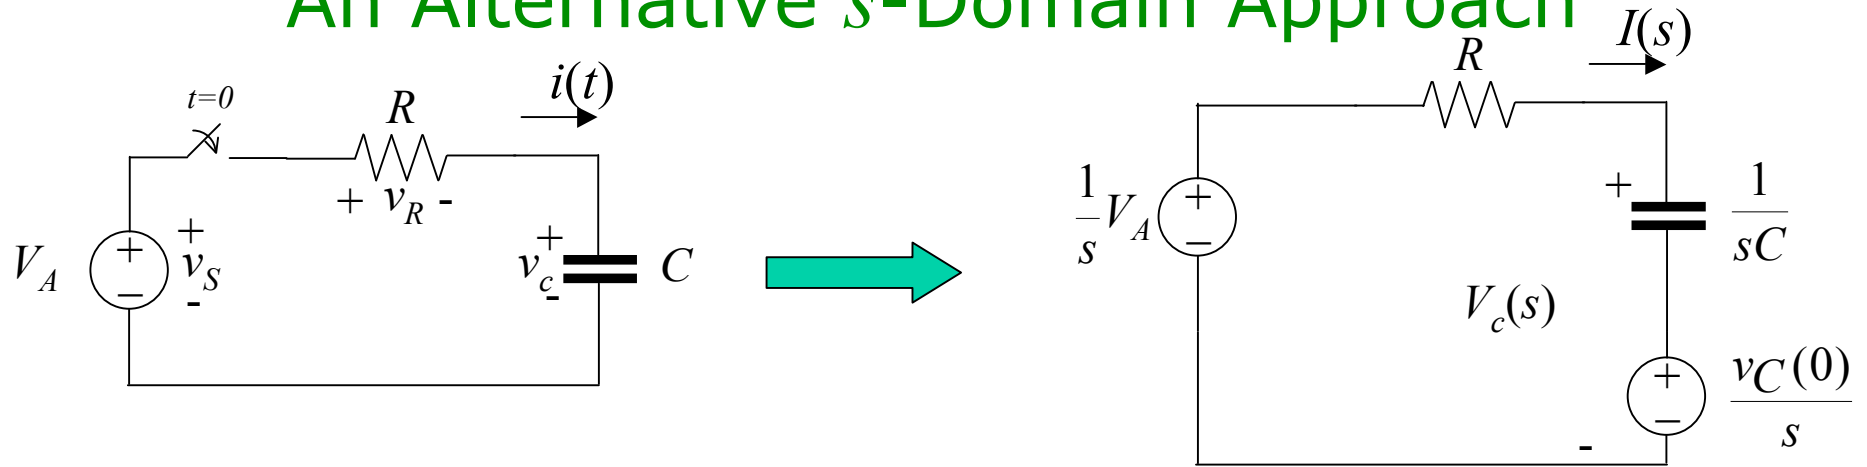 An Alternative s-Domain Approach
t=0
R
i(t)
+ v_R -
V_A
+
−
+
v_S
-
+
v_c
-
C
R
I(s)
1/s V_A
+
−
+
1/sC
V_c(s)
+
−
v_C(0)/s
-